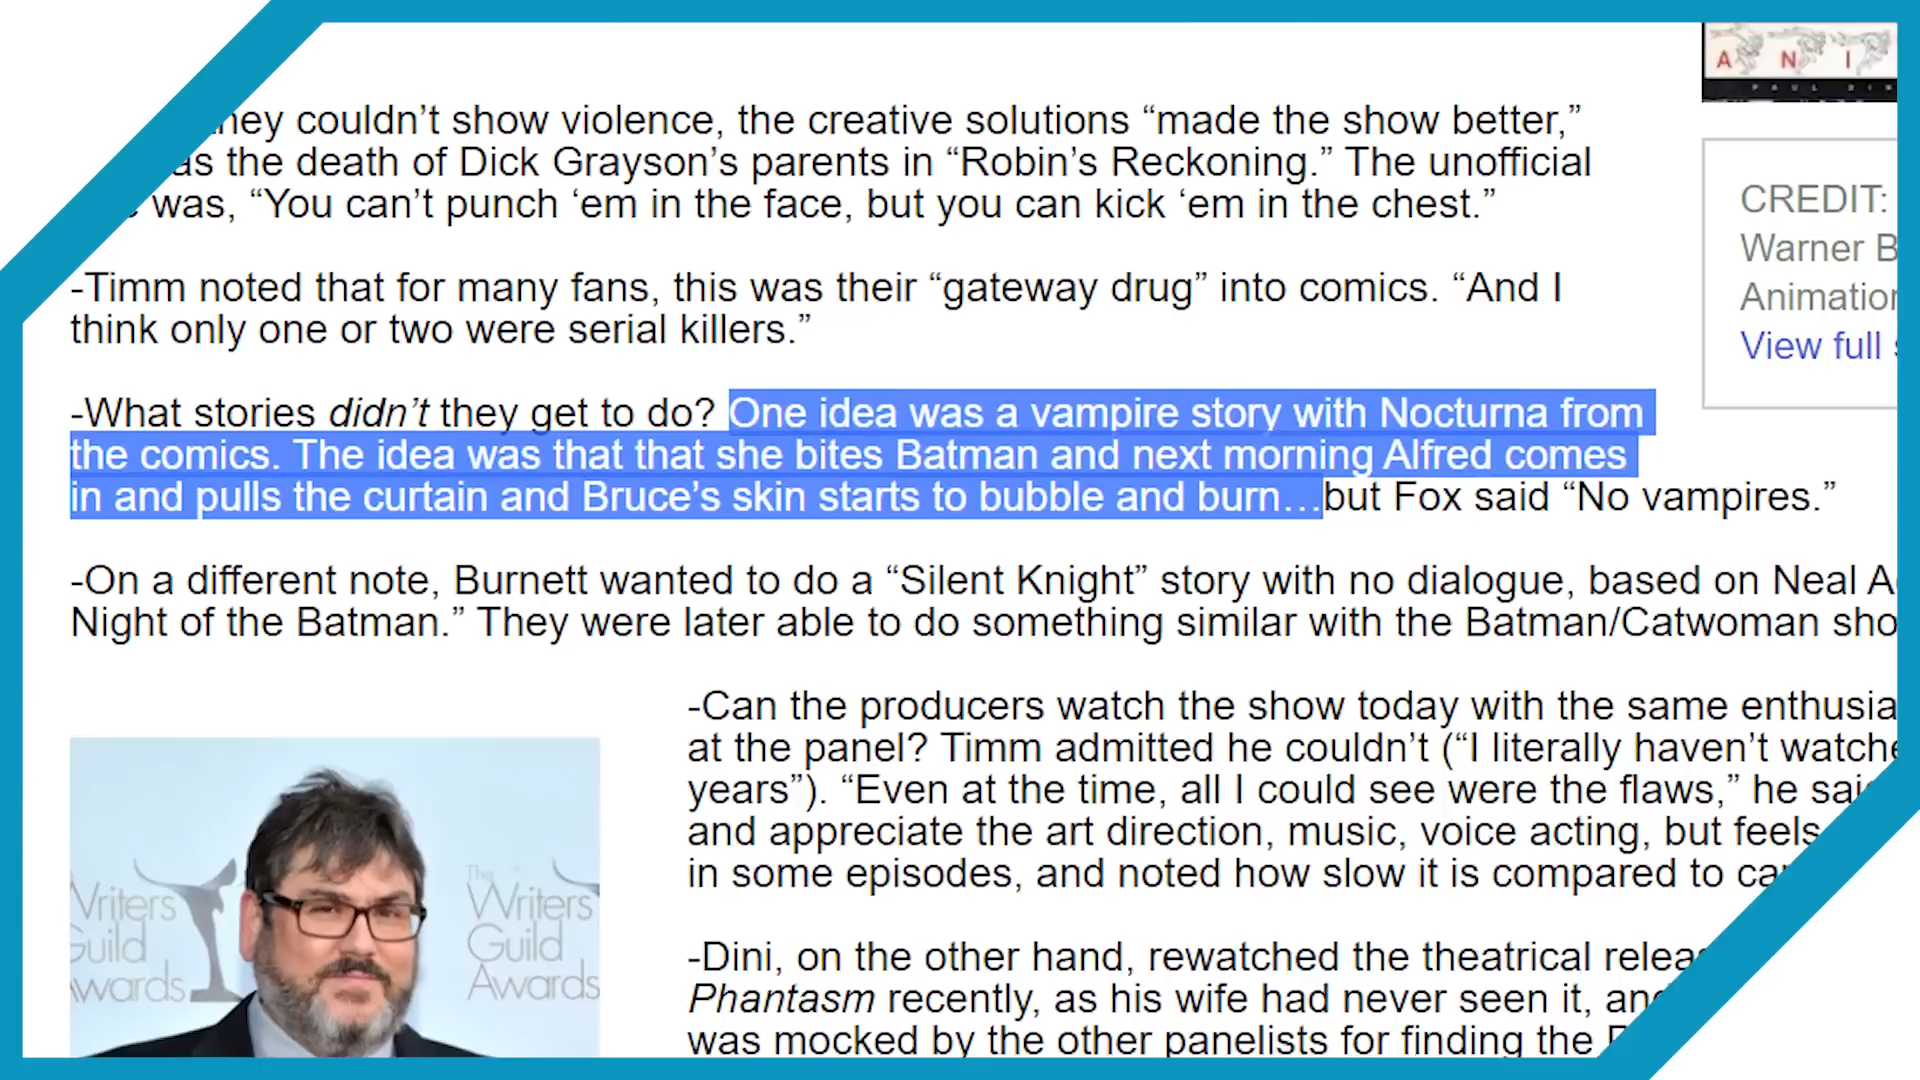 A N I
PAUL DIN
hey couldn’t show violence, the creative solutions “made the show better,”
as the death of Dick Grayson’s parents in “Robin’s Reckoning.” The unofficial
was, “You can’t punch ‘em in the face, but you can kick ‘em in the chest.”
CREDIT:
Warner B
Animation
View full s
-Timm noted that for many fans, this was their “gateway drug” into comics. “And I
think only one or two were serial killers.”
-What stories didn’t they get to do? One idea was a vampire story with Nocturna from
the comics. The idea was that that she bites Batman and next morning Alfred comes
in and pulls the curtain and Bruce’s skin starts to bubble and burn…but Fox said “No vampires.”
-On a different note, Burnett wanted to do a “Silent Knight” story with no dialogue, based on Neal A
Night of the Batman.” They were later able to do something similar with the Batman/Catwoman sho
-Can the producers watch the show today with the same enthusia
at the panel? Timm admitted he couldn’t (“I literally haven’t watche
years”). “Even at the time, all I could see were the flaws,” he sai
and appreciate the art direction, music, voice acting, but feels
in some episodes, and noted how slow it is compared to ca
-Dini, on the other hand, rewatched the theatrical relea
Phantasm recently, as his wife had never seen it, and
was mocked by the other panelists for finding the
Writers
Guild
Awards
The
Writers
Guild
Awards